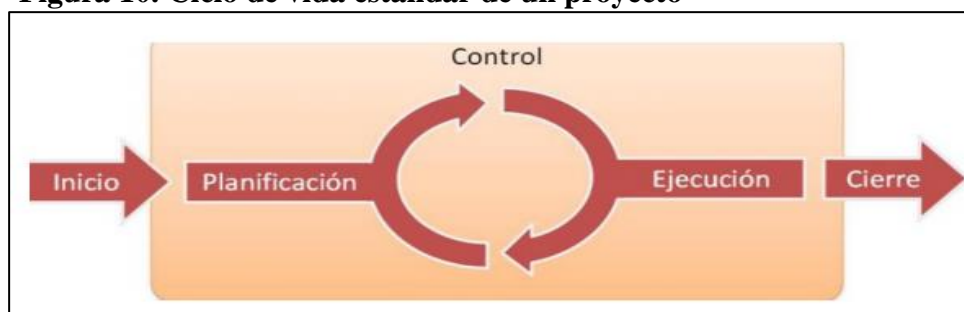 Figura 10. Ciclo de vida estándar de un proyecto
Control
Inicio
Planificación
Ejecución
Cierre